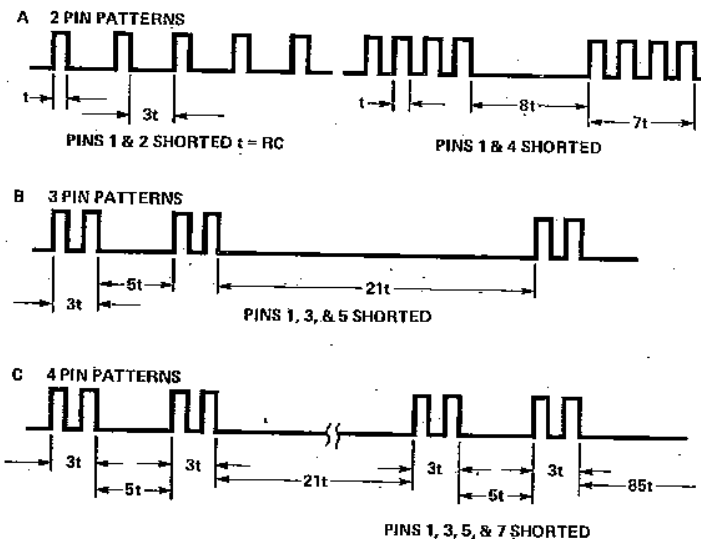 A 2 PIN PATTERNS
t 3t t 8t 7t
PINS 1 & 2 SHORTED t = RC
PINS 1 & 4 SHORTED
B 3 PIN PATTERNS
3t 5t 21t
PINS 1, 3, & 5 SHORTED
C 4 PIN PATTERNS
3t 5t 3t 21t 3t 5t 3t 85t
PINS 1, 3, 5, & 7 SHORTED